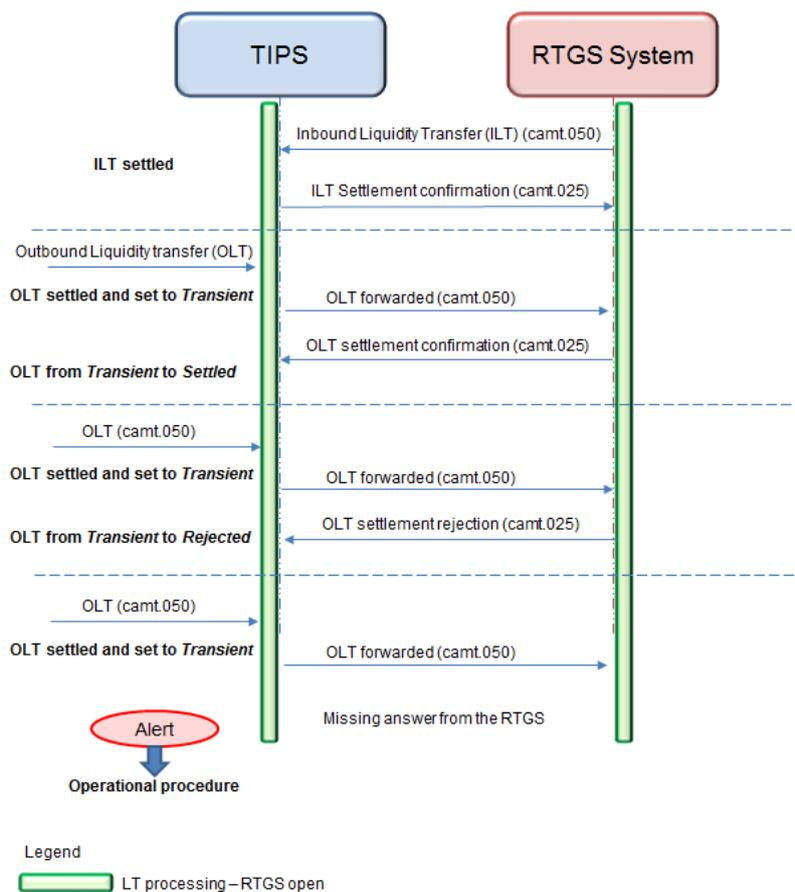 TIPS
RTGS System
Inbound Liquidity Transfer (ILT) (camt.050)
ILT settled
ILT Settlement confirmation (camt.025)
Outbound Liquidity transfer (OLT)
OLT settled and set to Transient
OLT forwarded (camt.050)
OLT settlement confirmation (camt.025)
OLT from Transient to Settled
OLT (camt.050)
OLT settled and set to Transient
OLT forwarded (camt.050)
OLT settlement rejection (camt.025)
OLT from Transient to Rejected
OLT (camt.050)
OLT settled and set to Transient
OLT forwarded (camt.050)
Missing answer from the RTGS
Alert
Operational procedure
Legend
LT processing – RTGS open